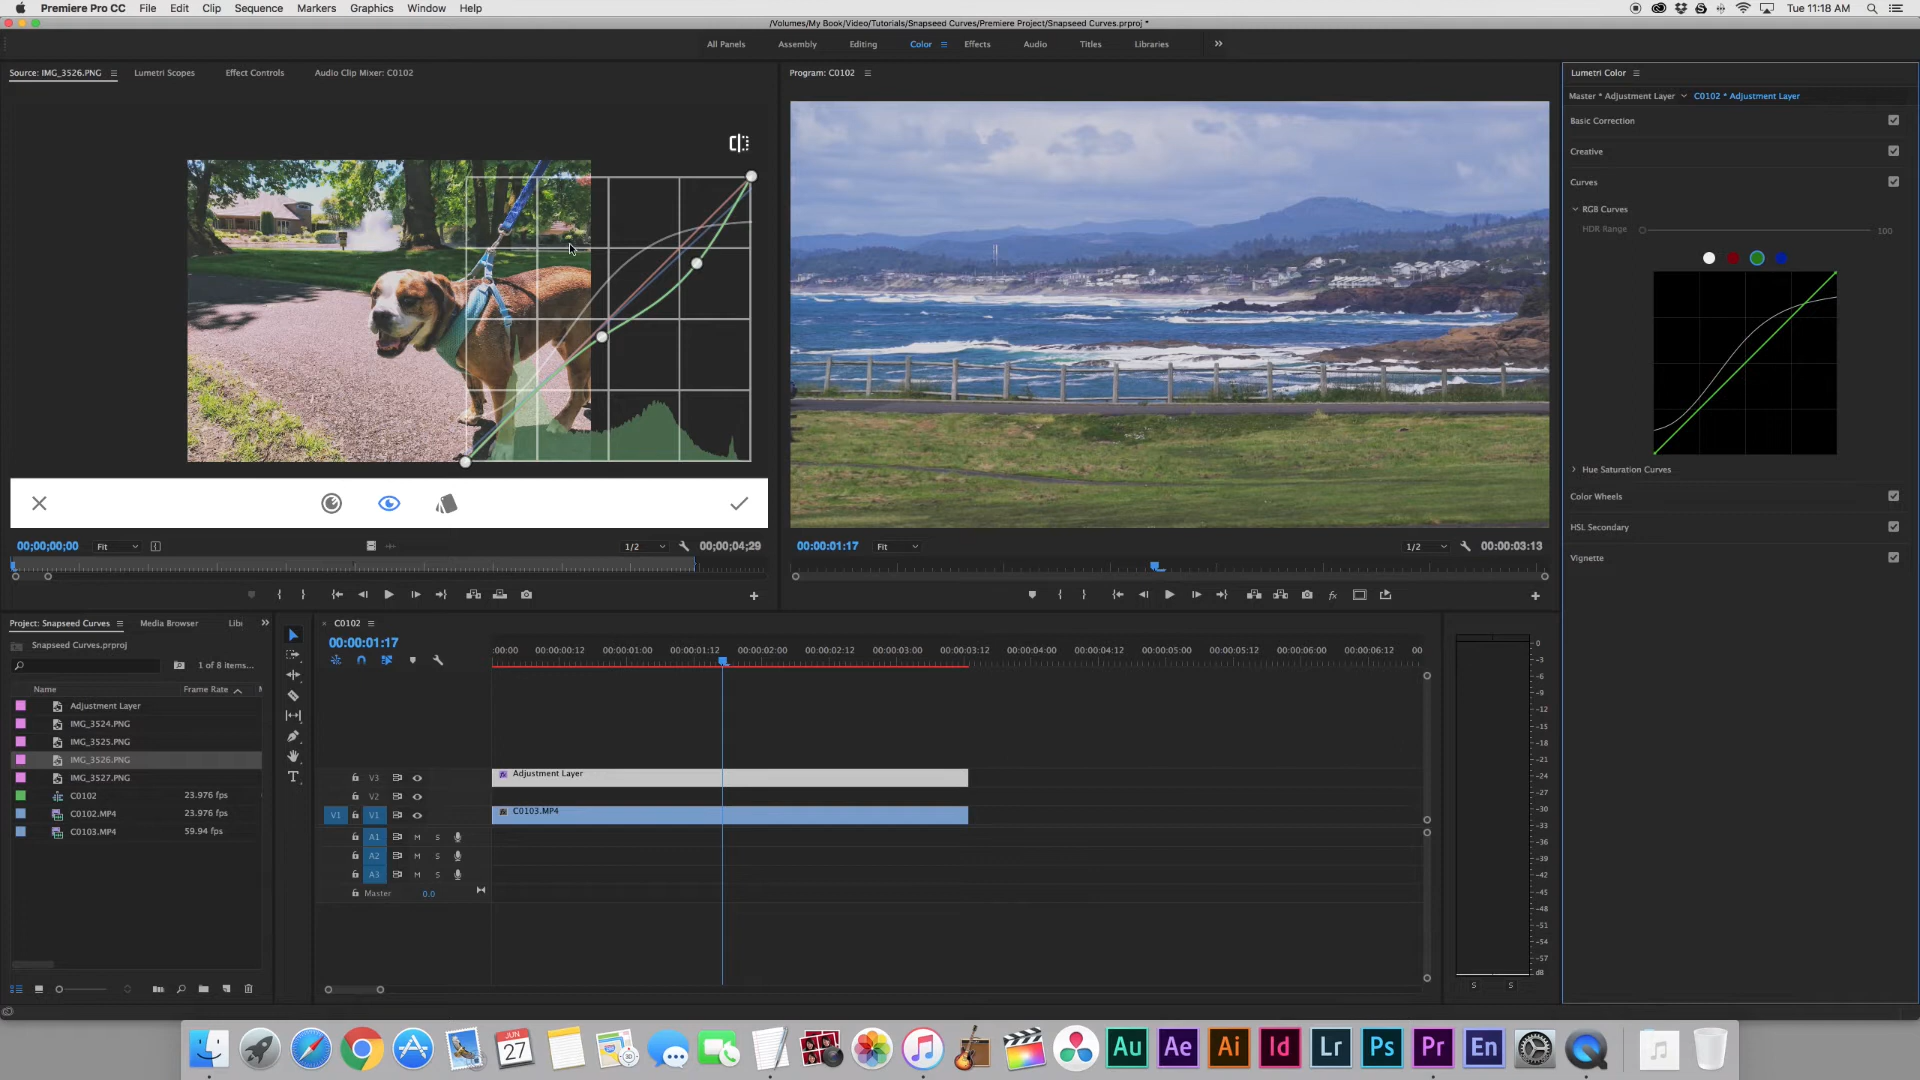 Premiere Pro CC File Edit Clip Sequence Markers Graphics Window Help Tue 11:18 AM
/Volumes/My Book/Video/Tutorials/Snapseed Curves/Premiere Project/Snapseed Curves.prproj *
All Panels Assembly Editing Color Effects Audio Titles Libraries
Source: IMG_3526.PNG Lumetri Scopes Effect Controls Audio Clip Mixer: C0102
Program: C0102
Lumetri Color
Master * Adjustment Layer C0102 * Adjustment Layer
Basic Correction
Creative
Curves
RGB Curves
HDR Range 100
Hue Saturation Curves
Color Wheels
HSL Secondary
Vignette
00;00;00;00 Fit 1/2 00;00;04;29
00:00:01:17 Fit 1/2 00:00:03:13
Project: Snapseed Curves Media Browser Libi
Snapseed Curves.prproj
1 of 8 items...
Name Frame Rate
Adjustment Layer
IMG_3524.PNG
IMG_3525.PNG
IMG_3526.PNG
IMG_3527.PNG
C0102 23.976 fps
C0102.MP4 23.976 fps
C0103.MP4 59.94 fps
C0102
00:00:01:17
:00:00 00:00:00:12 00:00:01:00 00:00:01:12 00:00:02:00 00:00:02:12 00:00:03:00 00:00:03:12 00:00:04:00 00:00:04:12 00:00:05:00 00:00:05:12 00:00:06:00 00:00:06:12 00
V3 Adjustment Layer
V2
V1 V1 C0103.MP4
A1 M S
A2 M S
A3 M S
Master 0.0
0
-3
-6
-9
-12
-15
-18
-21
-24
-27
-30
-33
-36
-39
-42
-45
-48
-51
-54
-57
dB
S S
JUN
27
Au Ae Ai Id Lr Ps Pr En